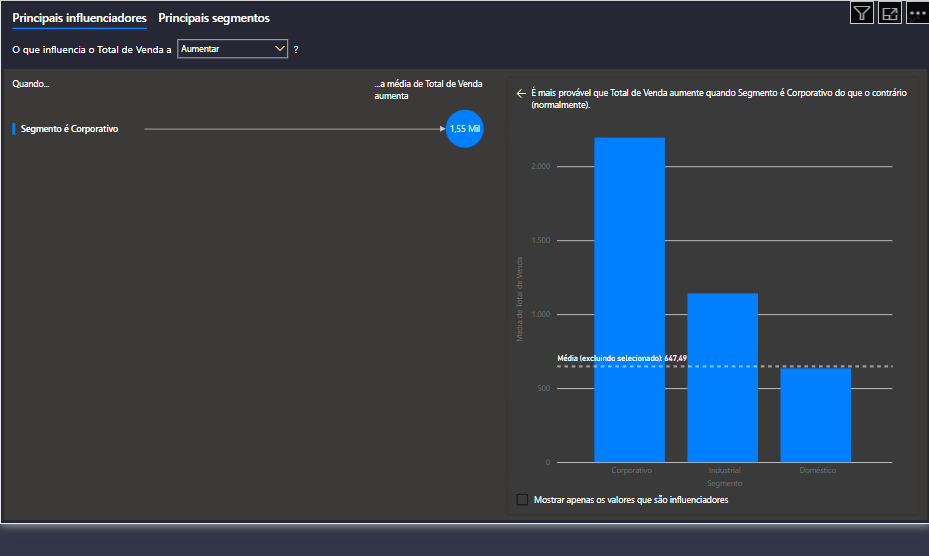 Principais influenciadores Principais segmentos
O que influencia o Total de Venda a Aumentar ?
Quando...
...a média de Total de Venda
aumenta
Segmento é Corporativo 1,55 Mil
É mais provável que Total de Venda aumente quando Segmento é Corporativo do que o contrário
(normalmente).
2.000
1.500
1.000
500
0
Média de Total de Venda
Média (excluindo selecionado): 647,49
Corporativo Industrial Doméstico
Segmento
Mostrar apenas os valores que são influenciadores